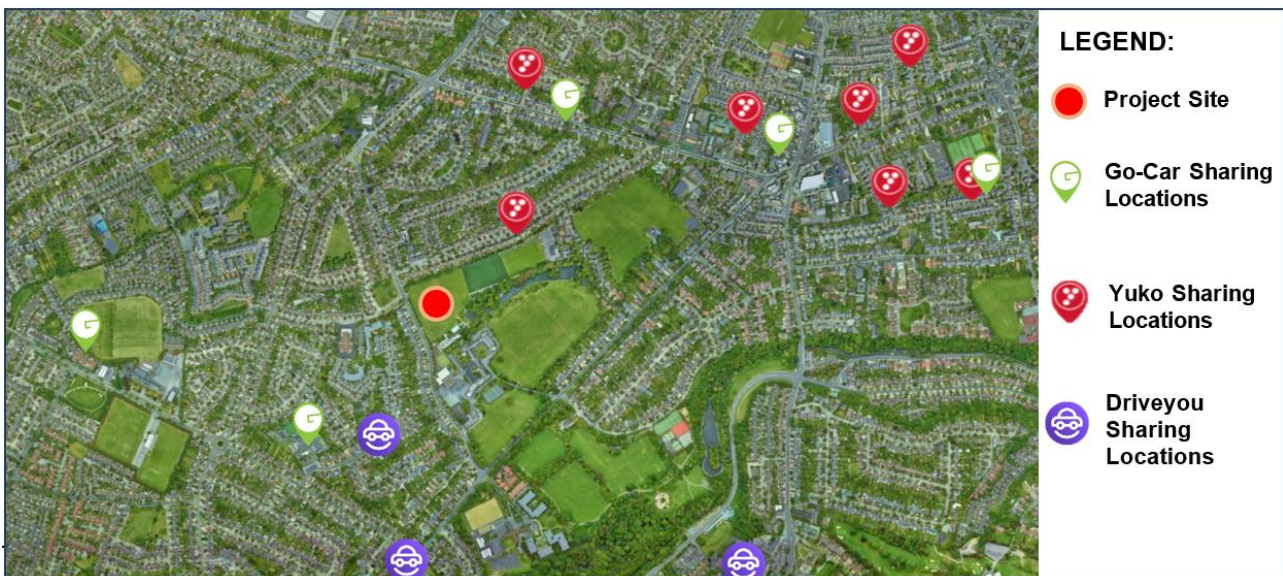 LEGEND:
Project Site
Go-Car Sharing
Locations
Yuko Sharing
Locations
Driveyou
Sharing
Locations